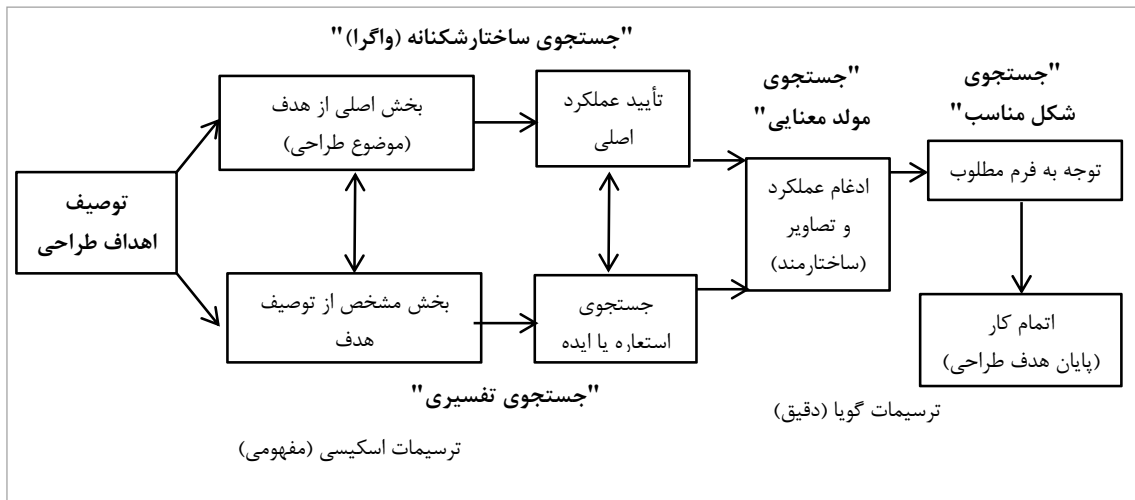 "جستجوی ساختارشکنانه (واگرا)"
"جستجوی
مولد معنایی"
"جستجوی
شکل مناسب"
توصیف
اهداف طراحی
بخش اصلی از هدف
(موضوع طراحی)
تأیید عملکرد
اصلی
بخش مشخص از توصیف
هدف
جستجوی
استعاره یا ایده
ادغام عملکرد
و تصاویر
(ساختارمند)
توجه به فرم مطلوب
اتمام کار
(پایان هدف طراحی)
"جستجوی تفسیری"
ترسیمات اسکیسی (مفهومی)
ترسیمات گویا (دقیق)